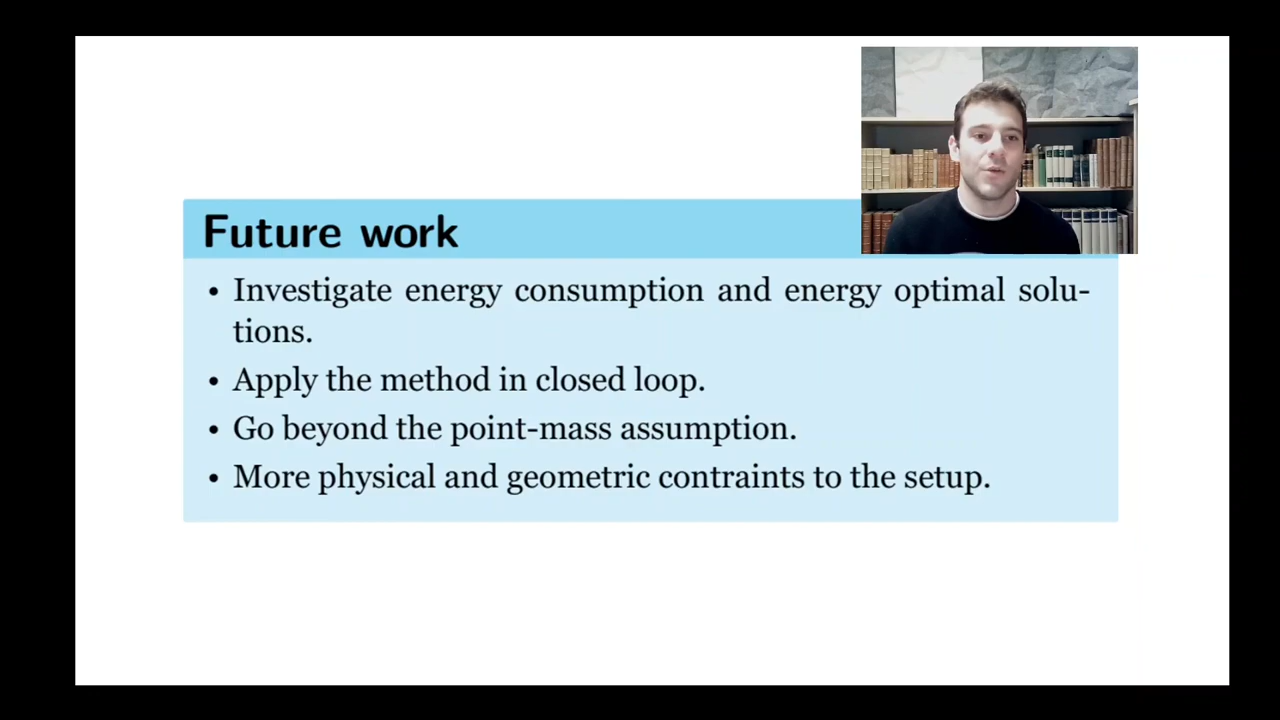 Future work
• Investigate energy consumption and energy optimal solu-
tions.
• Apply the method in closed loop.
• Go beyond the point-mass assumption.
• More physical and geometric contraints to the setup.